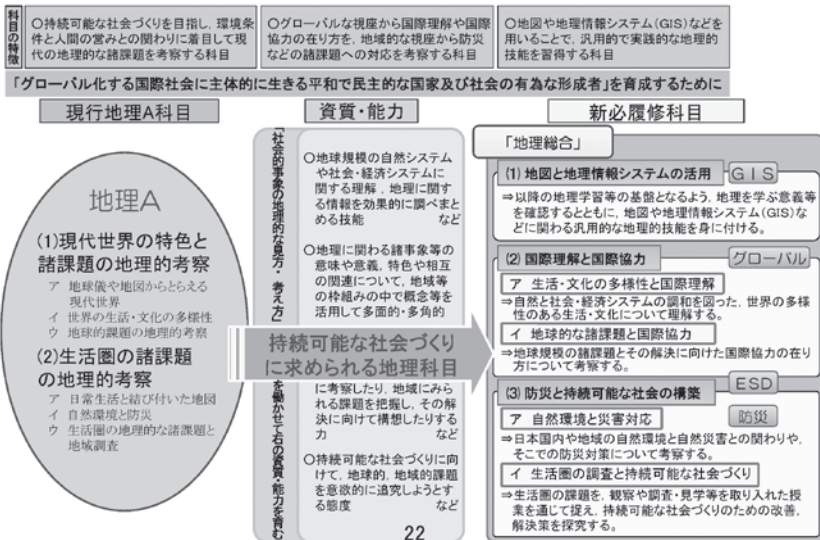 科目の特徴
○持続可能な社会づくりを目指し，環境条
件と人間の営みとの関わりに着目して現
代の地理的な諸課題を考察する科目
○グローバルな視座から国際理解や国際
協力の在り方を，地域的な視座から防災
などの諸課題への対応を考察する科目
○地図や地理情報システム(GIS)などを
用いることで，汎用的で実践的な地理的
技能を習得する科目
「グローバル化する国際社会に主体的に生きる平和で民主的な国家及び社会の有為な形成者」を育成するために
現行地理A科目
地理A
(1)現代世界の特色と
諸課題の地理的考察
ア 地球儀や地図からとらえる
現代世界
イ 世界の生活・文化の多様性
ウ 地球的課題の地理的考察
(2)生活圏の諸課題
の地理的考察
ア 日常生活と結び付いた地図
イ 自然環境と防災
ウ 生活圏の地理的な諸課題と
地域調査
資質・能力
「社会的事象の地理的な見方・考え方」
を働かせて右の資質・能力を育む
○地球規模の自然システム
や社会・経済システムに
関する理解，地理に関す
る情報を効果的に調べまと
める技能 など
○地理に関わる諸事象等の
意味や意義，特色や相互
の関連について，地域等
の枠組みの中で概念等を
活用して多面的・多角的
持続可能な社会づくり
に求められる地理科目
に考察したり，地域にみら
れる課題を把握し，その解
決に向けて構想したりする
力 など
○持続可能な社会づくりに向
けて，地球的，地域的課題
を意欲的に追究しようとす
る態度 など
22
新必履修科目
「地理総合」
(1) 地図と地理情報システムの活用
GIS
⇒以降の地理学習等の基盤となるよう，地理を学ぶ意義等
を確認するとともに，地図や地理情報システム(GIS)な
どに関わる汎用的な地理的技能を身に付ける。
(2) 国際理解と国際協力
グローバル
ア 生活・文化の多様性と国際理解
⇒自然と社会・経済システムの調和を図った，世界の多様
性のある生活・文化について理解する。
イ 地球的な諸課題と国際協力
⇒地球規模の諸課題とその解決に向けた国際協力の在り
方について考察する。
(3) 防災と持続可能な社会の構築
ESD
ア 自然環境と災害対応
防災
⇒日本国内や地域の自然環境と自然災害との関わりや，
そこでの防災対策について考察する。
イ 生活圏の調査と持続可能な社会づくり
⇒生活圏の課題を，観察や調査・見学等を取り入れた授
業を通じて捉え，持続可能な社会づくりのための改善，
解決策を探究する。